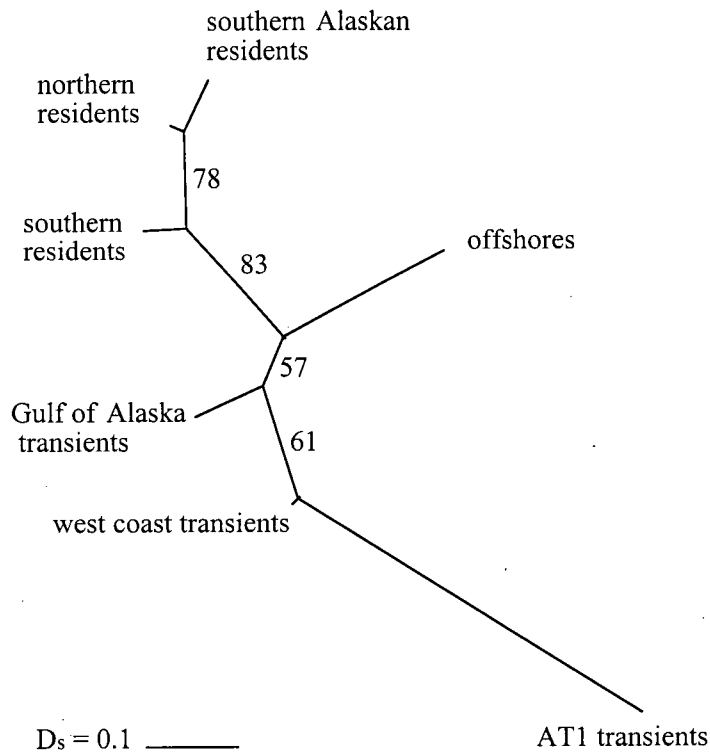 southern Alaskan
residents
northern
residents
78
southern
residents
offshores
83
57
Gulf of Alaska
transients
61
west coast transients
Ds = 0.1
AT1 transients